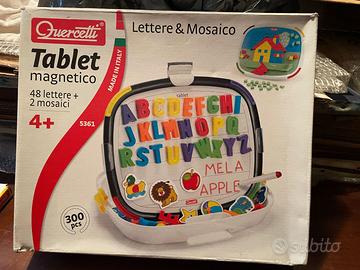 Quercetti
Lettere & Mosaico
Tablet
magnetico
MADE IN ITALY
48 lettere +
2 mosaici
4+
5361
tablet
ABCDEFGHI
JKLMNOPQ
RSTUVWXYZ
MELA
APPLE
300
pcs
subito